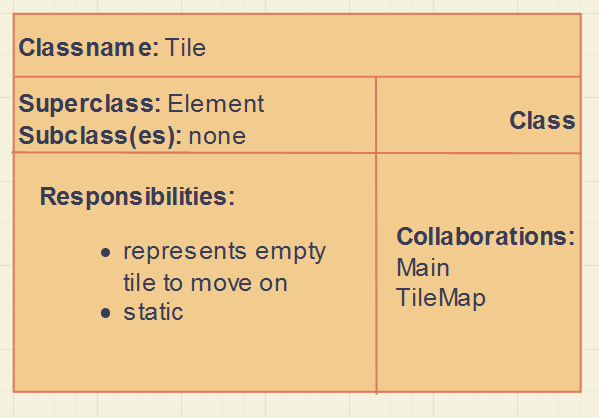 Classname: Tile
Superclass: Element
Subclass(es): none
Class
Responsibilities:
• represents empty
tile to move on
• static
Collaborations:
Main
TileMap